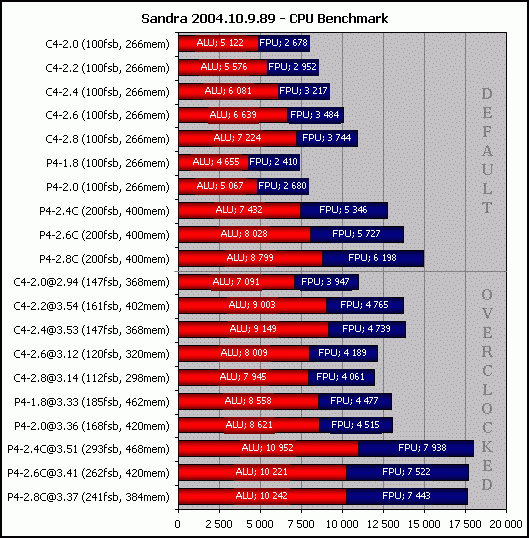 Sandra 2004.10.9.89 - CPU Benchmark
C4-2.0 (100fsb, 266mem) ALU; 5 122 FPU; 2 678
C4-2.2 (100fsb, 266mem) ALU; 5 576 FPU; 2 952
C4-2.4 (100fsb, 266mem) ALU; 6 081 FPU; 3 217
C4-2.6 (100fsb, 266mem) ALU; 6 639 FPU; 3 484
C4-2.8 (100fsb, 266mem) ALU; 7 224 FPU; 3 744
P4-1.8 (100fsb, 266mem) ALU; 4 655 FPU; 2 410
P4-2.0 (100fsb, 266mem) ALU; 5 067 FPU; 2 680
P4-2.4C (200fsb, 400mem) ALU; 7 432 FPU; 5 346
P4-2.6C (200fsb, 400mem) ALU; 8 028 FPU; 5 727
P4-2.8C (200fsb, 400mem) ALU; 8 799 FPU; 6 198
DEFAULT
C4-2.0@2.94 (147fsb, 368mem) ALU; 7 091 FPU; 3 947
C4-2.2@3.54 (161fsb, 402mem) ALU; 9 003 FPU; 4 765
C4-2.4@3.53 (147fsb, 368mem) ALU; 9 149 FPU; 4 739
C4-2.6@3.12 (120fsb, 320mem) ALU; 8 009 FPU; 4 189
C4-2.8@3.14 (112fsb, 298mem) ALU; 7 945 FPU; 4 061
P4-1.8@3.33 (185fsb, 462mem) ALU; 8 558 FPU; 4 477
P4-2.0@3.36 (168fsb, 420mem) ALU; 8 621 FPU; 4 515
P4-2.4C@3.51 (293fsb, 468mem) ALU; 10 952 FPU; 7 938
P4-2.6C@3.41 (262fsb, 420mem) ALU; 10 221 FPU; 7 522
P4-2.8C@3.37 (241fsb, 384mem) ALU; 10 242 FPU; 7 443
OVERCLOCKED
0 2 500 5 000 7 500 10 000 12 500 15 000 17 500 20 000